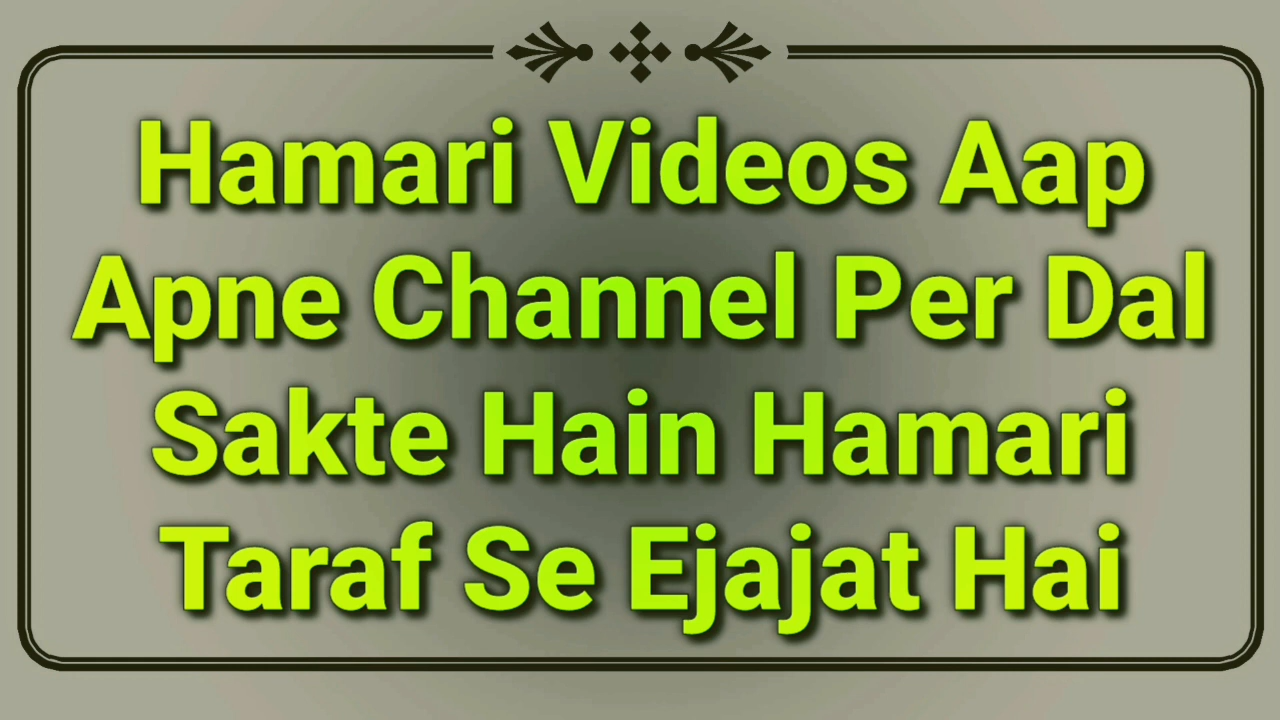 Hamari Videos Aap
Apne Channel Per Dal
Sakte Hain Hamari
Taraf Se Ejajat Hai